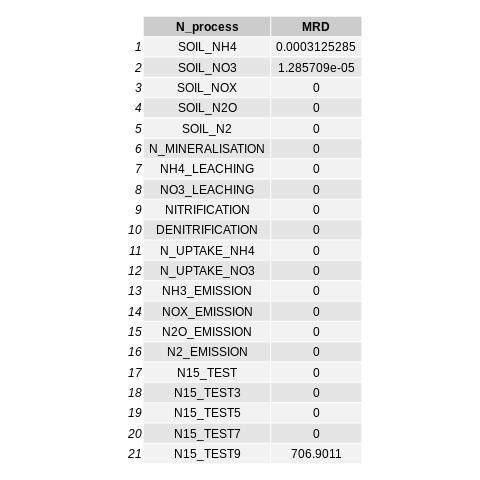 N_process MRD
1 SOIL_NH4 0.0003125285
2 SOIL_NO3 1.285709e-05
3 SOIL_NOX 0
4 SOIL_N2O 0
5 SOIL_N2 0
6 N_MINERALISATION 0
7 NH4_LEACHING 0
8 NO3_LEACHING 0
9 NITRIFICATION 0
10 DENITRIFICATION 0
11 N_UPTAKE_NH4 0
12 N_UPTAKE_NO3 0
13 NH3_EMISSION 0
14 NOX_EMISSION 0
15 N2O_EMISSION 0
16 N2_EMISSION 0
17 N15_TEST 0
18 N15_TEST3 0
19 N15_TEST5 0
20 N15_TEST7 0
21 N15_TEST9 706.9011